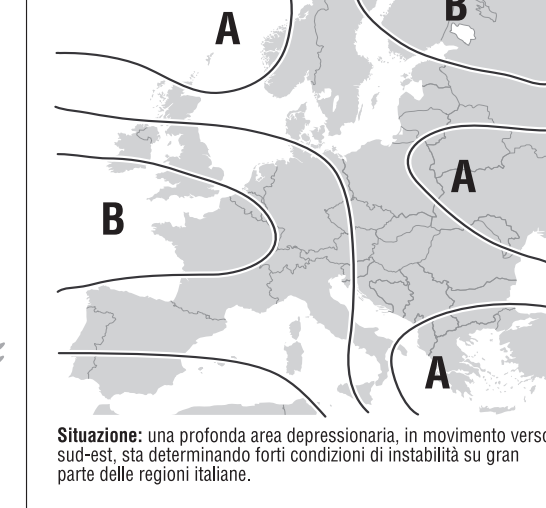 B
A
A
B
A
Situazione: una profonda area depressionaria, in movimento verso
sud-est, sta determinando forti condizioni di instabilità su gran
parte delle regioni italiane.